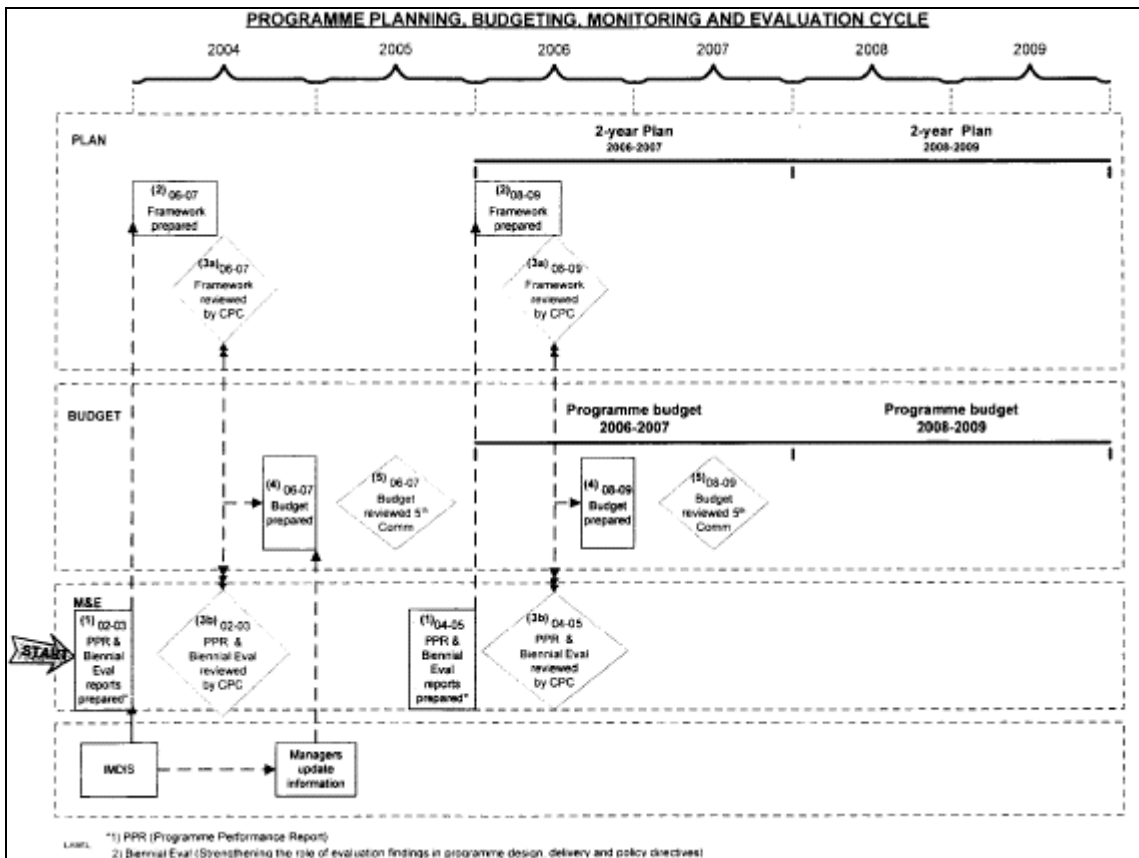 PROGRAMME PLANNING, BUDGETING, MONITORING AND EVALUATION CYCLE
2004 2005 2006 2007 2008 2009
PLAN
2-year Plan
2006-2007
2-year Plan
2008-2009
(2) 06-07
Framework
prepared
(2) 08-09
Framework
prepared
(3a) 06-07
Framework
reviewed
by CPC
(3a) 08-09
Framework
reviewed
by CPC
BUDGET
Programme budget
2006-2007
Programme budget
2008-2009
(4) 06-07
Budget
prepared
(5) 06-07
Budget
reviewed 5th
Comm
(4) 08-09
Budget
prepared
(5) 08-09
Budget
reviewed 5th
Comm
M&E
START
(1) 02-03
PPR &
Biennial
Eval
reports
prepared*
(3b) 02-03
PPR &
Biennial Eval
reviewed
by CPC
(1) 04-05
PPR &
Biennial
Eval
reports
prepared*
(3b) 04-05
PPR &
Biennial Eval
reviewed
by CPC
IMDIS
Managers
update
information
*1) PPR (Programme Performance Report)
2) Biennial Eval (Strengthening the role of evaluation findings in programme design, delivery and policy directives)